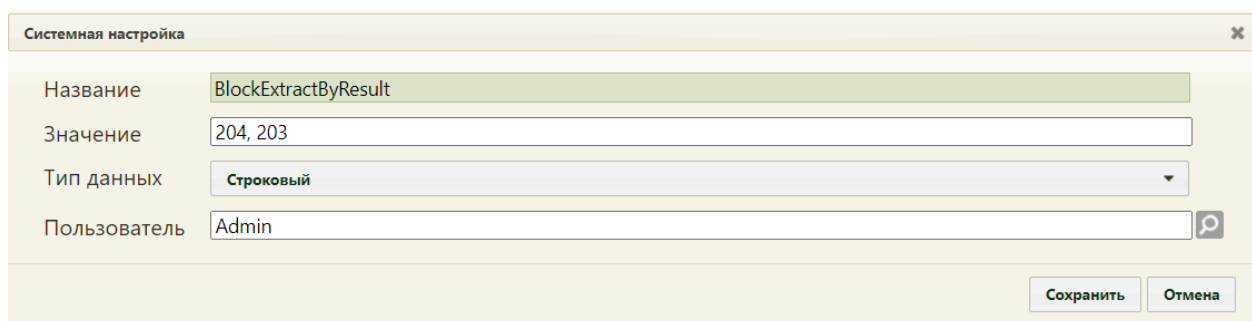 Системная настройка
Название BlockExtractByResult
Значение 204, 203
Тип данных Строковый
Пользователь Admin
Сохранить Отмена